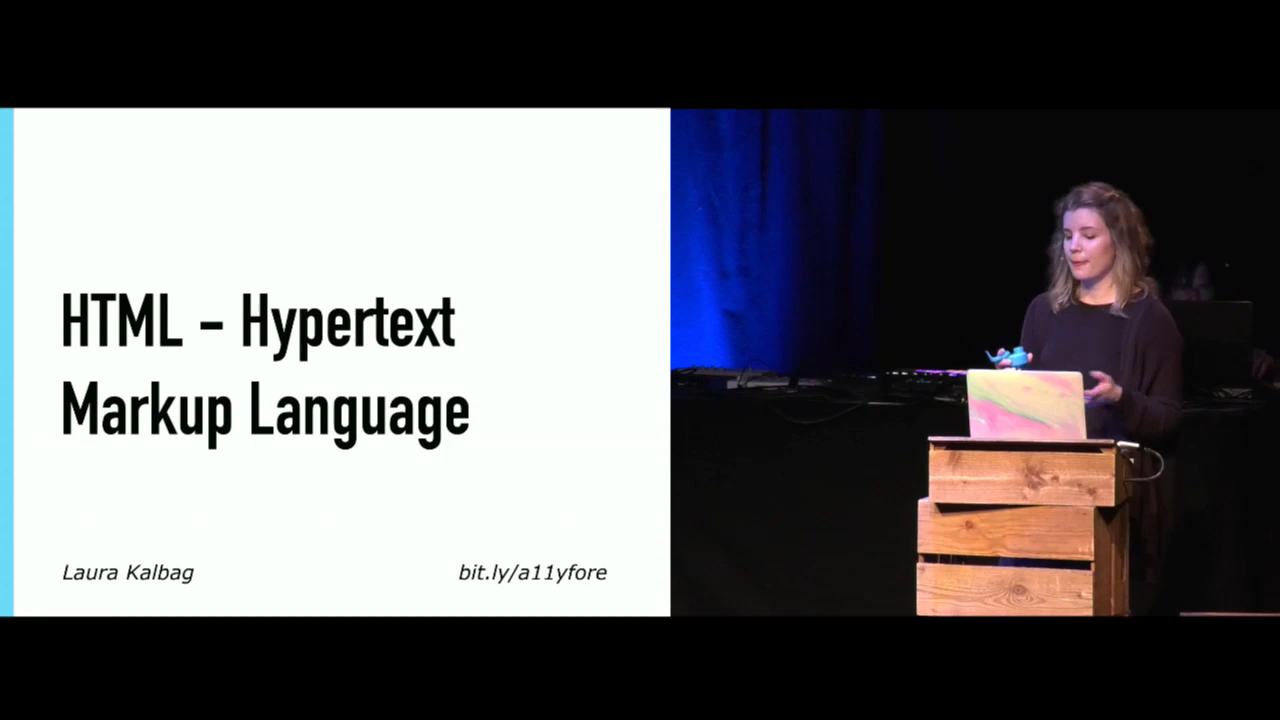 HTML – Hypertext
Markup Language
Laura Kalbag
bit.ly/a11yfore